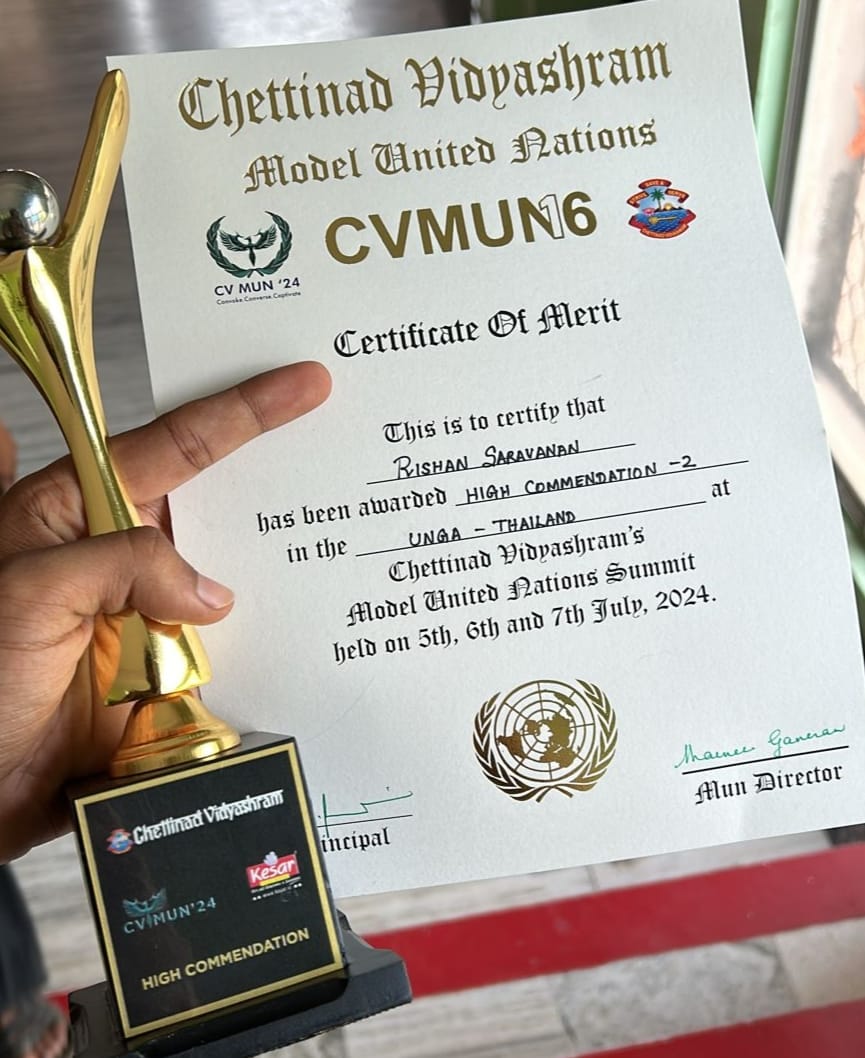 Chettinad Vidyashram
Model United Nations
CVMUN16
CV MUN '24
Convoke.Converse.Captivate
Certificate Of Merit
This is to certify that
RISHAN SARAVANAN
has been awarded HIGH COMMENDATION -2
in the UNGA - THAILAND at
Chettinad Vidyashram's
Model United Nations Summit
held on 5th, 6th and 7th July, 2024.
incipal
Mun Director
Chettinad Vidyashram
Kesar
CVMUN'24
HIGH COMMENDATION